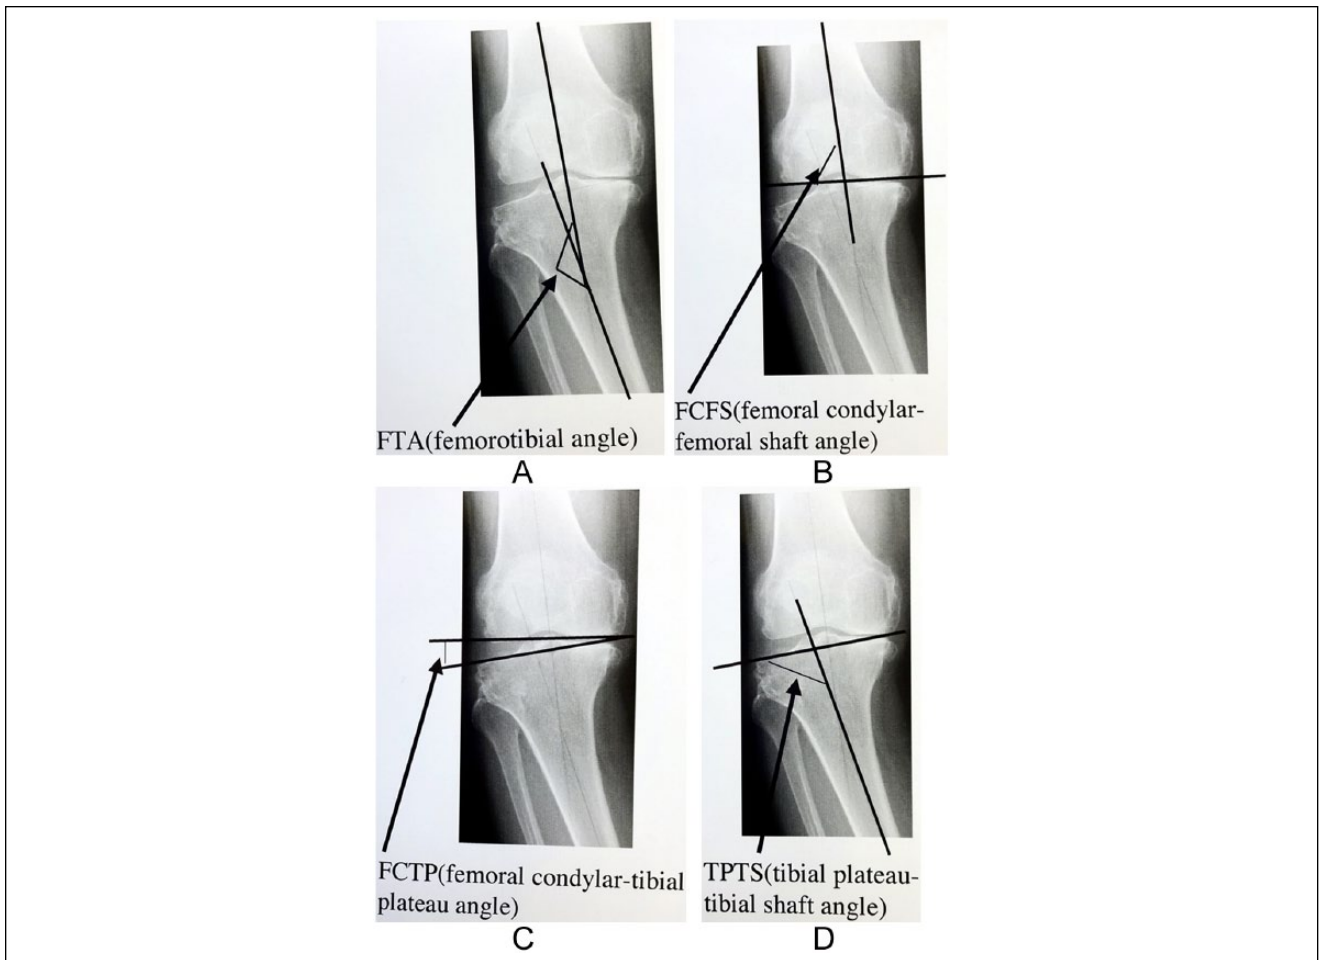 FTA(femorotibial angle)
A
FCFS(femoral condylar-
femoral shaft angle)
B
FCTP(femoral condylar-tibial
plateau angle)
C
TPTS(tibial plateau-
tibial shaft angle)
D